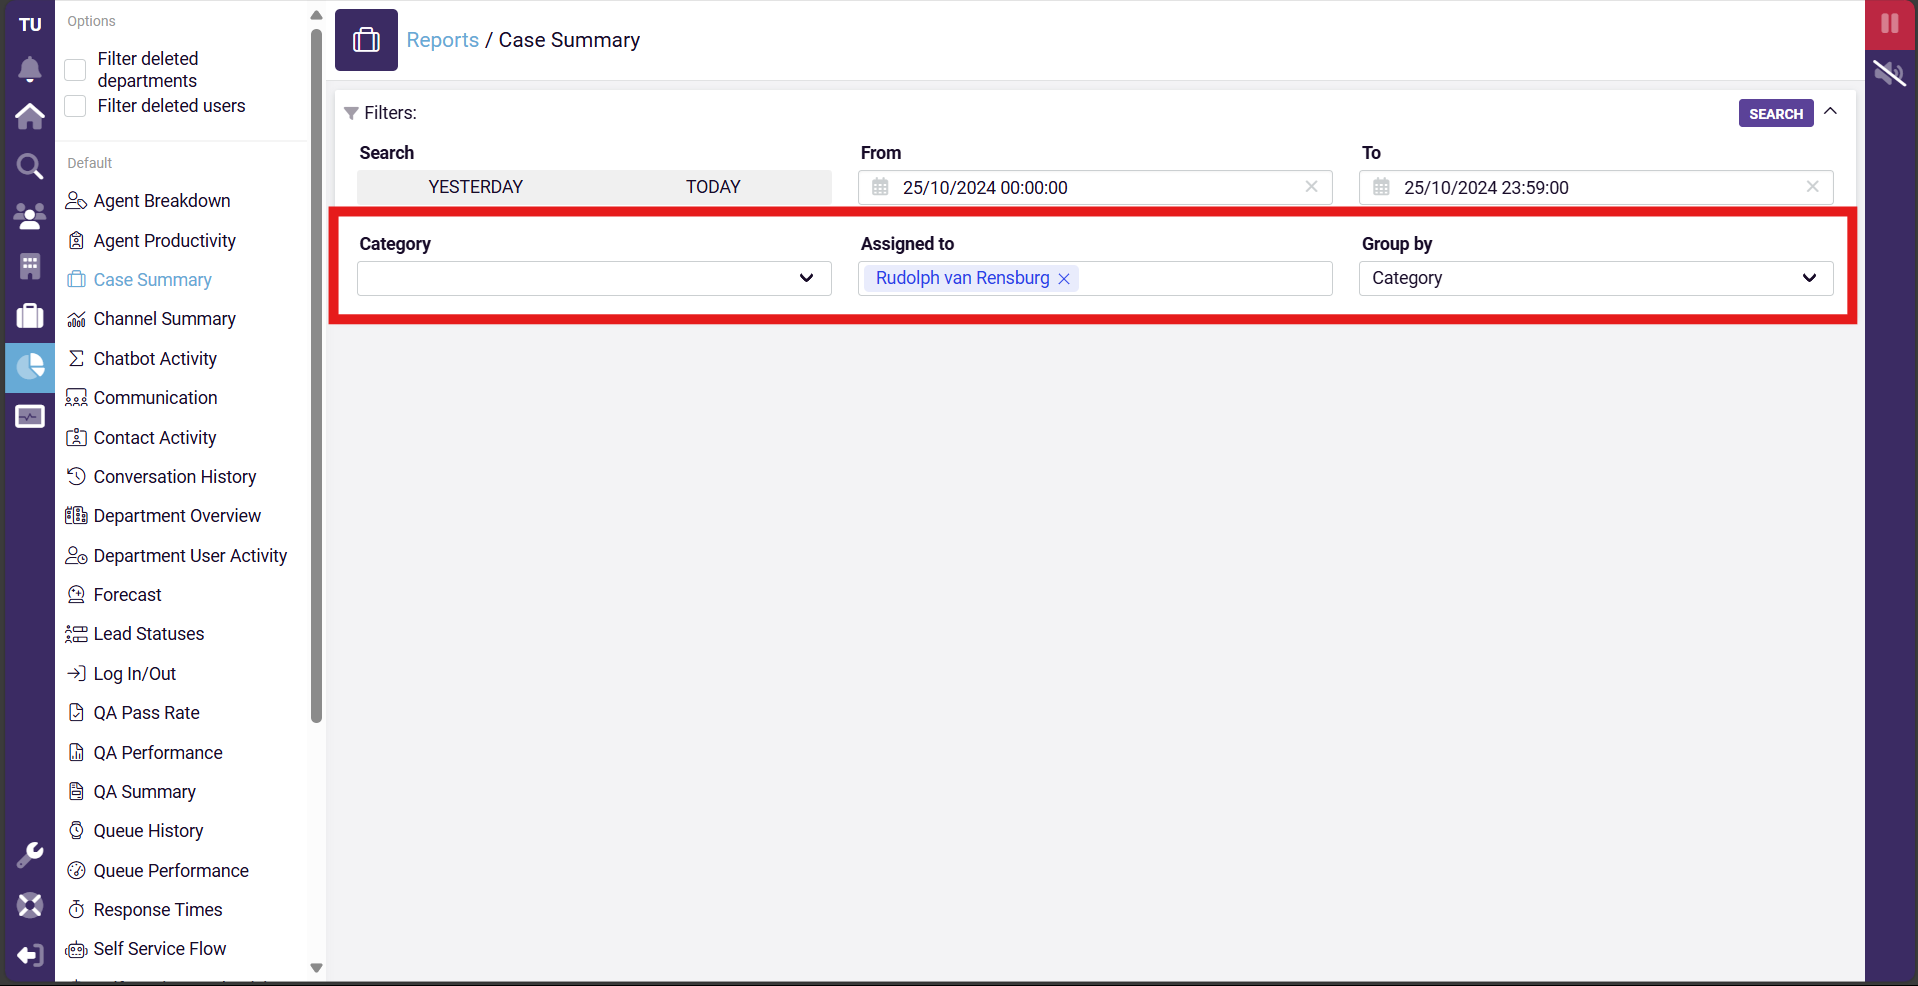 TU
Options
Filter deleted
departments
Filter deleted users
Default
Agent Breakdown
Agent Productivity
Case Summary
Channel Summary
Chatbot Activity
Communication
Contact Activity
Conversation History
Department Overview
Department User Activity
Forecast
Lead Statuses
Log In/Out
QA Pass Rate
QA Performance
QA Summary
Queue History
Queue Performance
Response Times
Self Service Flow
Reports / Case Summary
Filters:
SEARCH
Search
From
To
YESTERDAY
TODAY
25/10/2024 00:00:00
25/10/2024 23:59:00
Category
Assigned to
Group by
Rudolph van Rensburg
Category